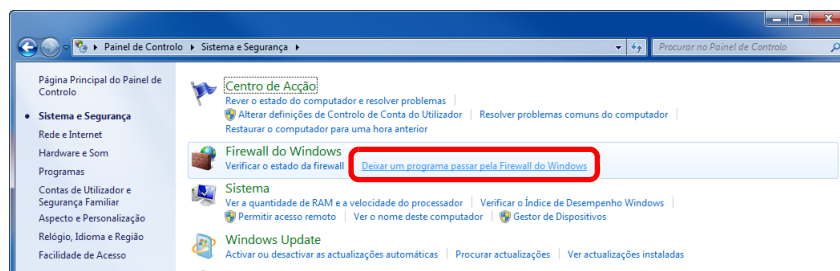 Painel de Controlo ▸ Sistema e Segurança ▸
Procurar no Painel de Controlo
Página Principal do Painel de
Controlo
Sistema e Segurança
Rede e Internet
Hardware e Som
Programas
Contas de Utilizador e
Segurança Familiar
Aspecto e Personalização
Relógio, Idioma e Região
Facilidade de Acesso
Centro de Acção
Rever o estado do computador e resolver problemas
Alterar definições de Controlo de Conta do Utilizador | Resolver problemas comuns do computador
Restaurar o computador para uma hora anterior
Firewall do Windows
Verificar o estado da firewall | Deixar um programa passar pela Firewall do Windows
Sistema
Ver a quantidade de RAM e a velocidade do processador | Verificar o Índice de Desempenho Windows
Permitir acesso remoto | Ver o nome deste computador | Gestor de Dispositivos
Windows Update
Activar ou desactivar as actualizações automáticas | Procurar actualizações | Ver actualizações instaladas